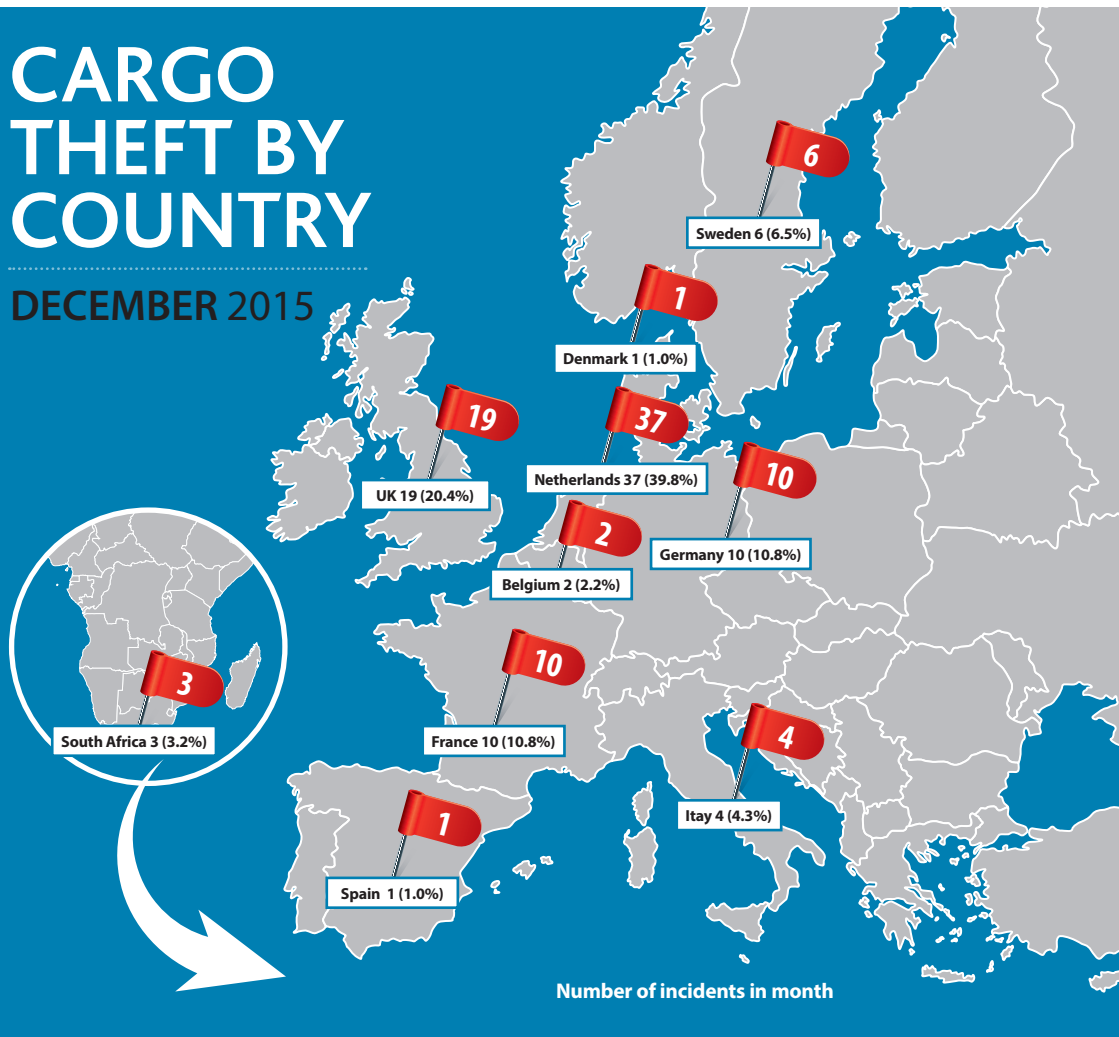 CARGO
THEFT BY
COUNTRY
DECEMBER 2015
6
Sweden 6 (6.5%)
1
Denmark 1 (1.0%)
19
UK 19 (20.4%)
37
Netherlands 37 (39.8%)
10
Germany 10 (10.8%)
2
Belgium 2 (2.2%)
10
France 10 (10.8%)
3
South Africa 3 (3.2%)
4
Itay 4 (4.3%)
1
Spain 1 (1.0%)
Number of incidents in month